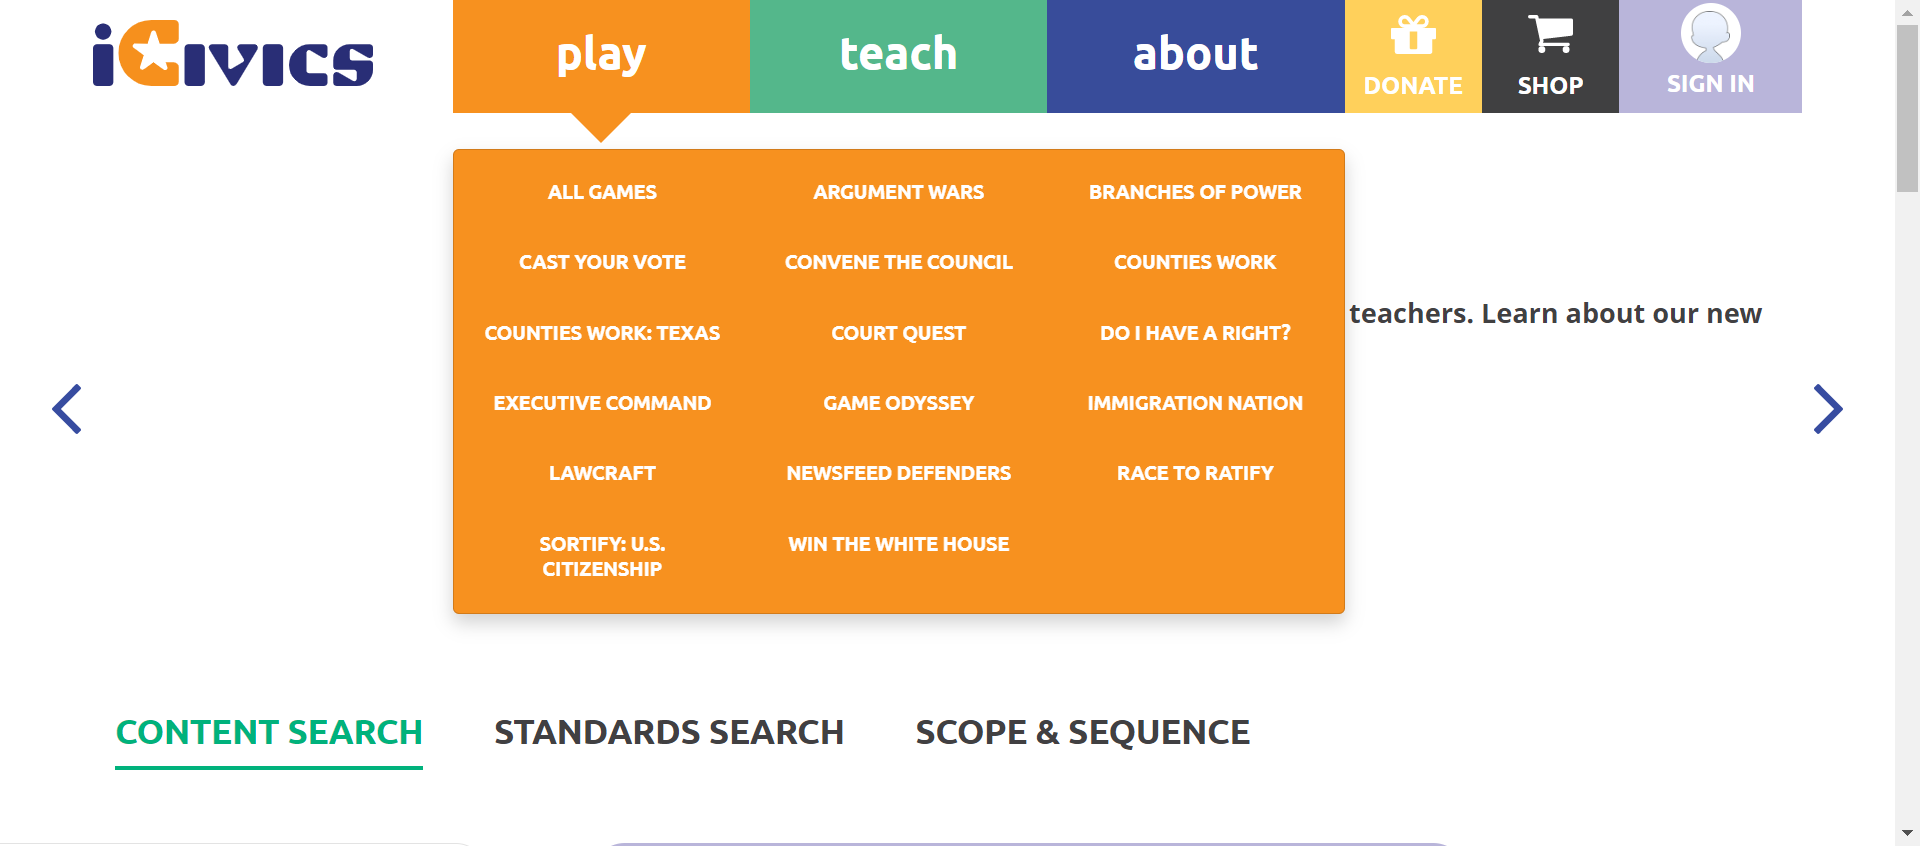 iCivics
play
teach
about
DONATE
SHOP
SIGN IN
ALL GAMES
ARGUMENT WARS
BRANCHES OF POWER
CAST YOUR VOTE
CONVENE THE COUNCIL
COUNTIES WORK
COUNTIES WORK: TEXAS
COURT QUEST
DO I HAVE A RIGHT?
teachers. Learn about our new
EXECUTIVE COMMAND
GAME ODYSSEY
IMMIGRATION NATION
LAWCRAFT
NEWSFEED DEFENDERS
RACE TO RATIFY
SORTIFY: U.S.
CITIZENSHIP
WIN THE WHITE HOUSE
CONTENT SEARCH
STANDARDS SEARCH
SCOPE & SEQUENCE